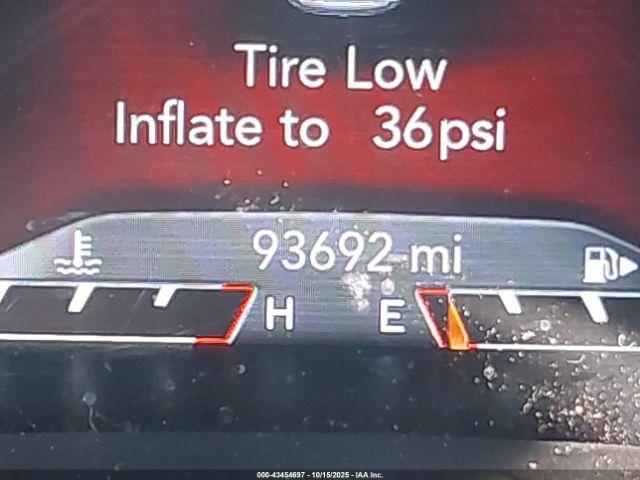 Tire Low
Inflate to 36psi
93692 mi
H E
000-43454697 - 10/15/2025 - IAA Inc.